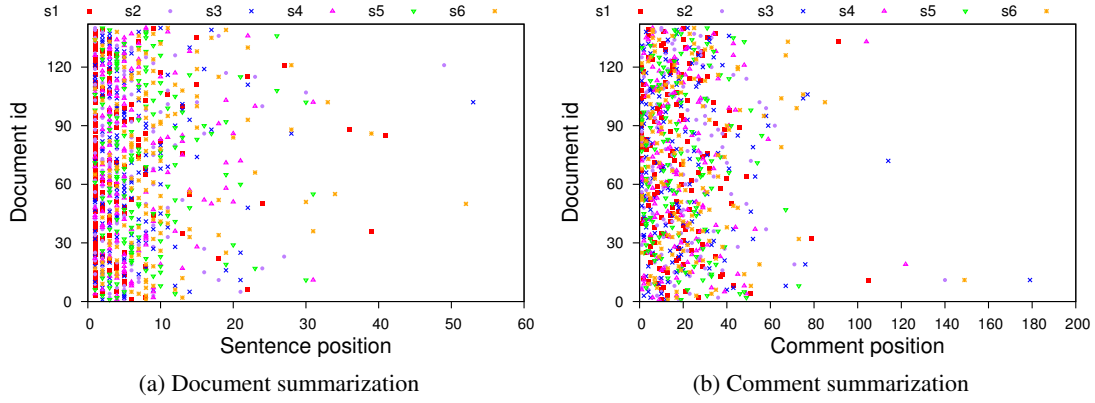 s1 s2 s3 s4 s5 s6
Document id
120
90
60
30
0
0 10 20 30 40 50 60
Sentence position
(a) Document summarization
s1 s2 s3 s4 s5 s6
Document id
120
90
60
30
0
0 20 40 60 80 100 120 140 160 180 200
Comment position
(b) Comment summarization